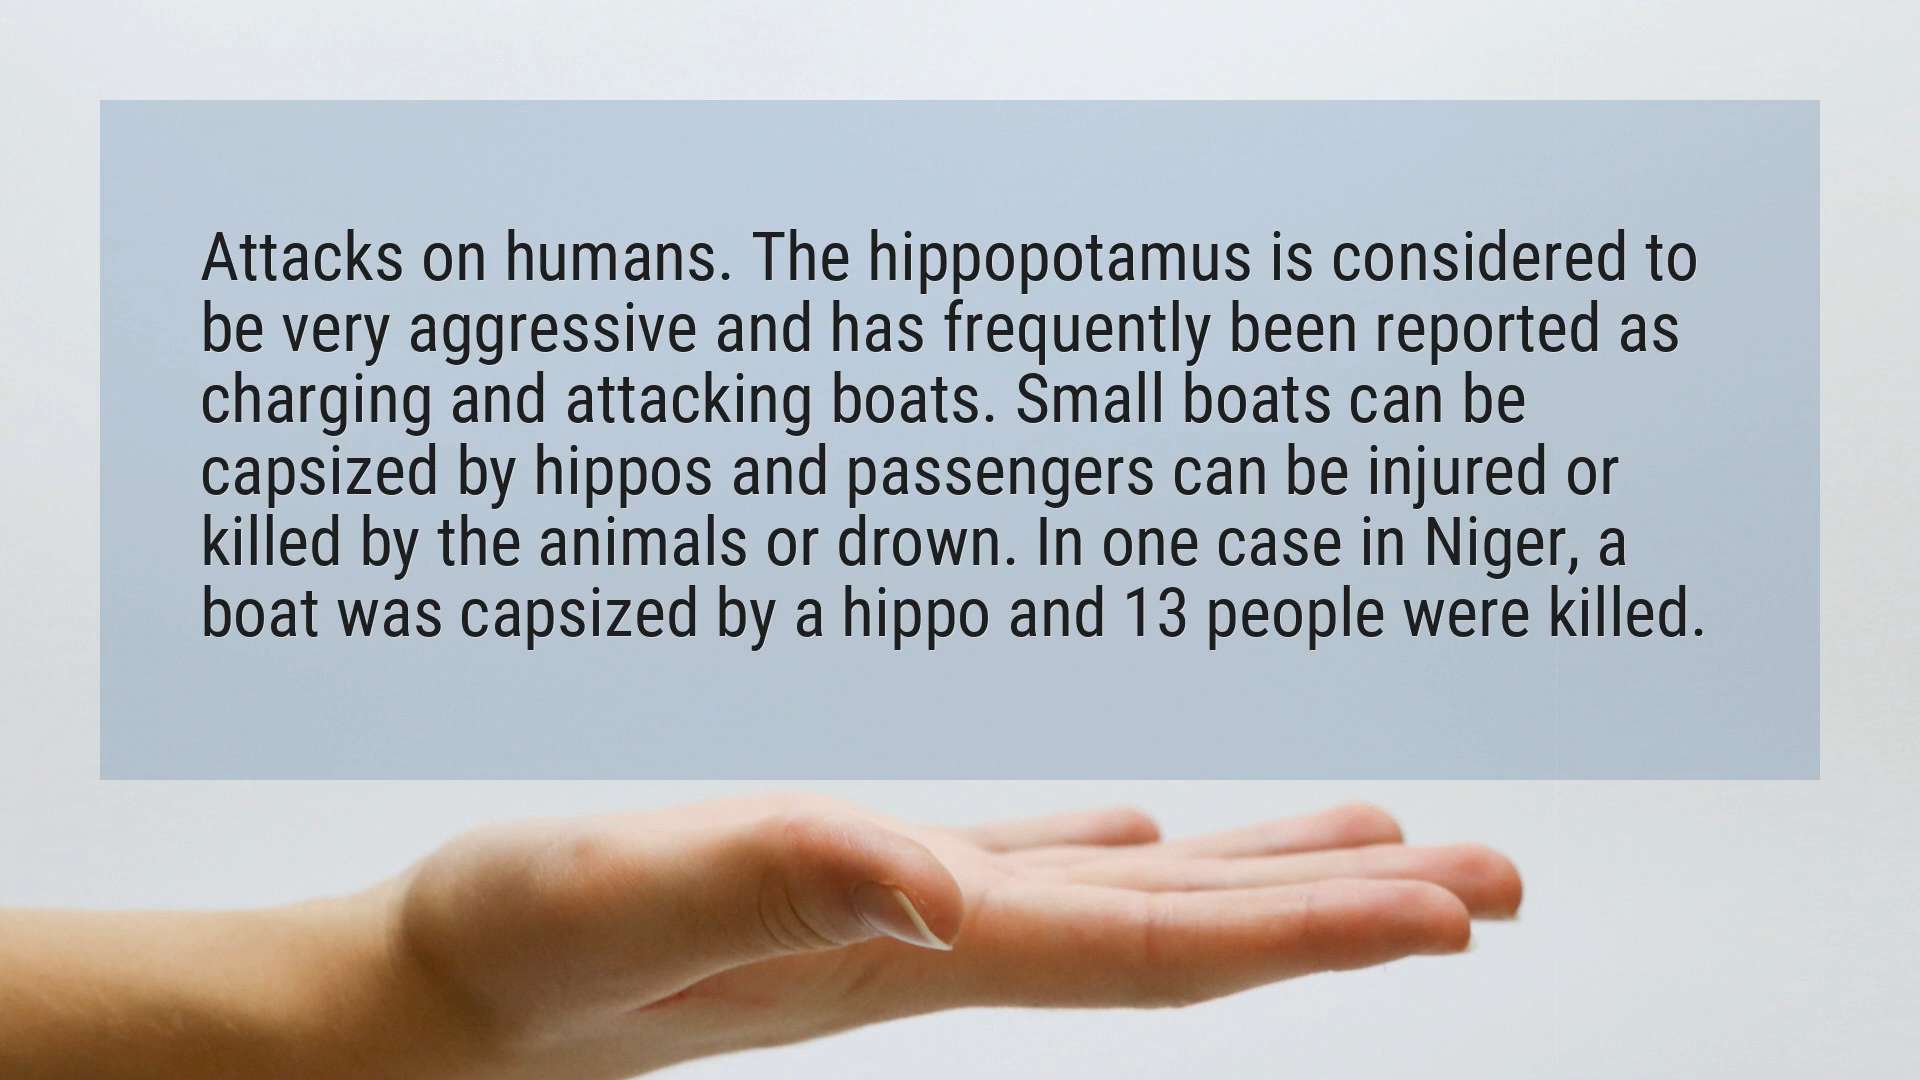 Attacks on humans. The hippopotamus is considered to
be very aggressive and has frequently been reported as
charging and attacking boats. Small boats can be
capsized by hippos and passengers can be injured or
killed by the animals or drown. In one case in Niger, a
boat was capsized by a hippo and 13 people were killed.